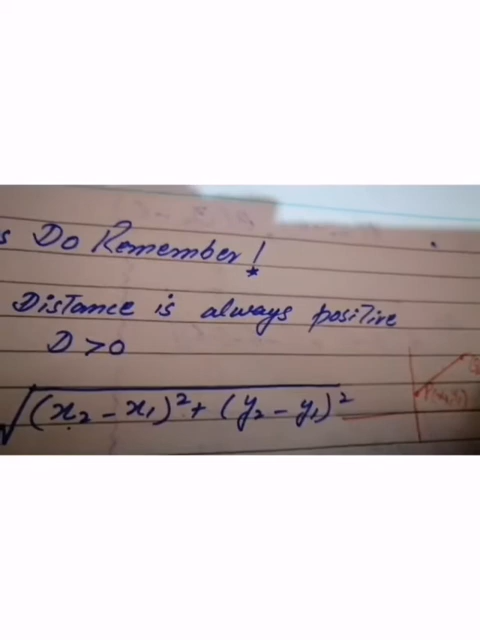 s Do Remember!
*
Distance is always positive
D > 0
√(x₂ - x₁)² + (y₂ - y₁)²